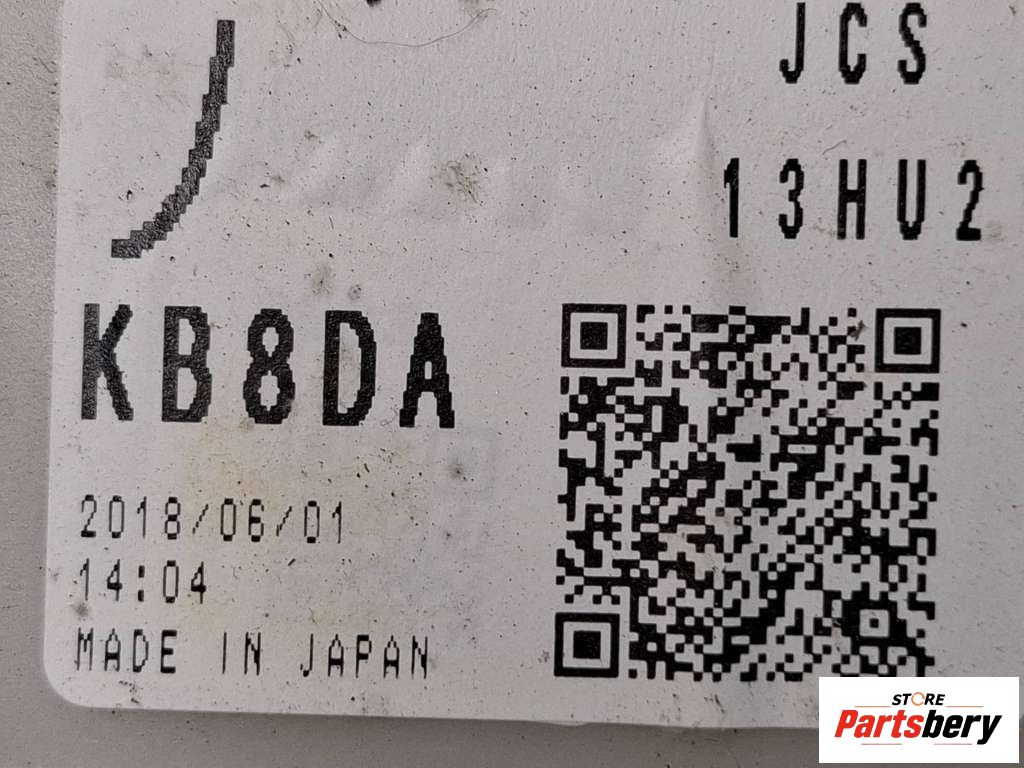 JCS
13HU2
KB8DA
2018/06/01
14:04
MADE IN JAPAN
STORE
Partsbery